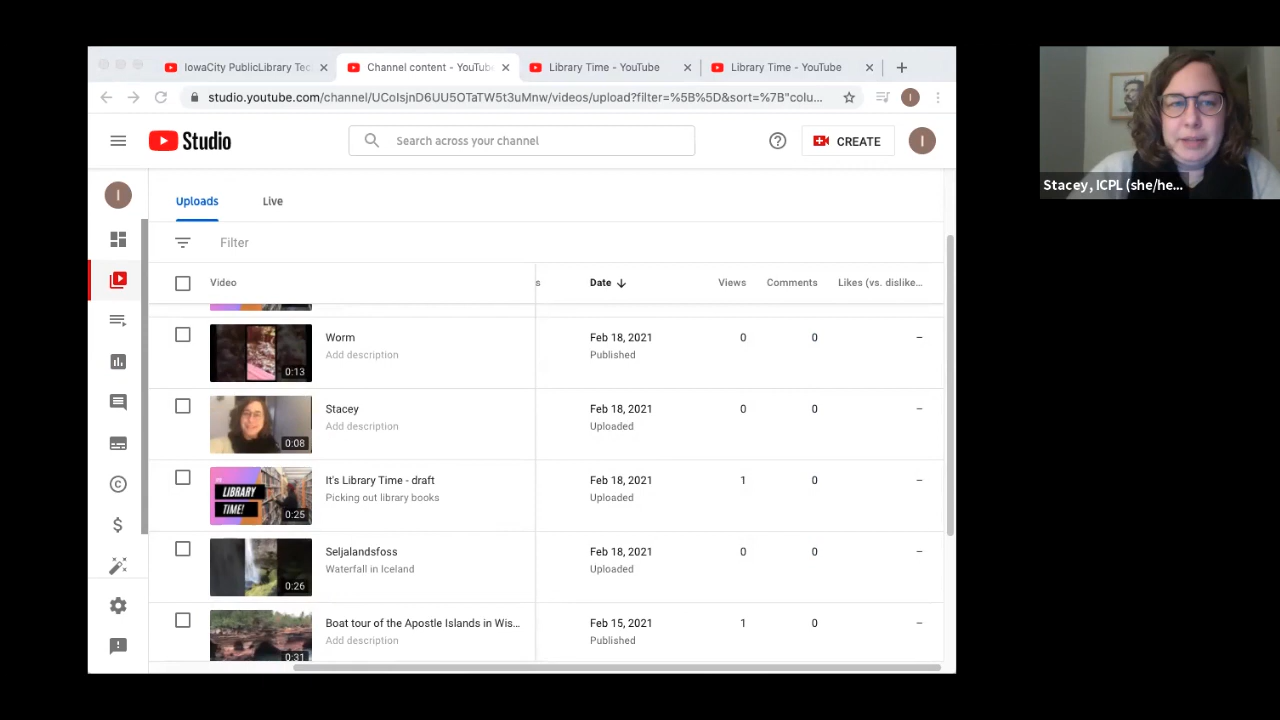 IowaCity PublicLibrary Tec
Channel content - YouTube
Library Time - YouTube
Library Time - YouTube
studio.youtube.com/channel/UCoIsjnD6UU5OTaTW5t3uMnw/videos/upload?filter=%5B%5D&sort=%7B"colu...
I
Studio
Search across your channel
CREATE
I
I
Uploads
Live
Filter
Video
s
Date
Views
Comments
Likes (vs. dislike...
Worm
Add description
0:13
Feb 18, 2021
Published
0
0
–
Stacey
Add description
0:08
Feb 18, 2021
Uploaded
0
0
–
It's Library Time - draft
Picking out library books
LIBRARY
TIME!
0:25
Feb 18, 2021
Uploaded
1
0
–
Seljalandsfoss
Waterfall in Iceland
0:26
Feb 18, 2021
Uploaded
0
0
–
Boat tour of the Apostle Islands in Wis...
Add description
0:31
Feb 15, 2021
Published
1
0
–
Stacey, ICPL (she/he...